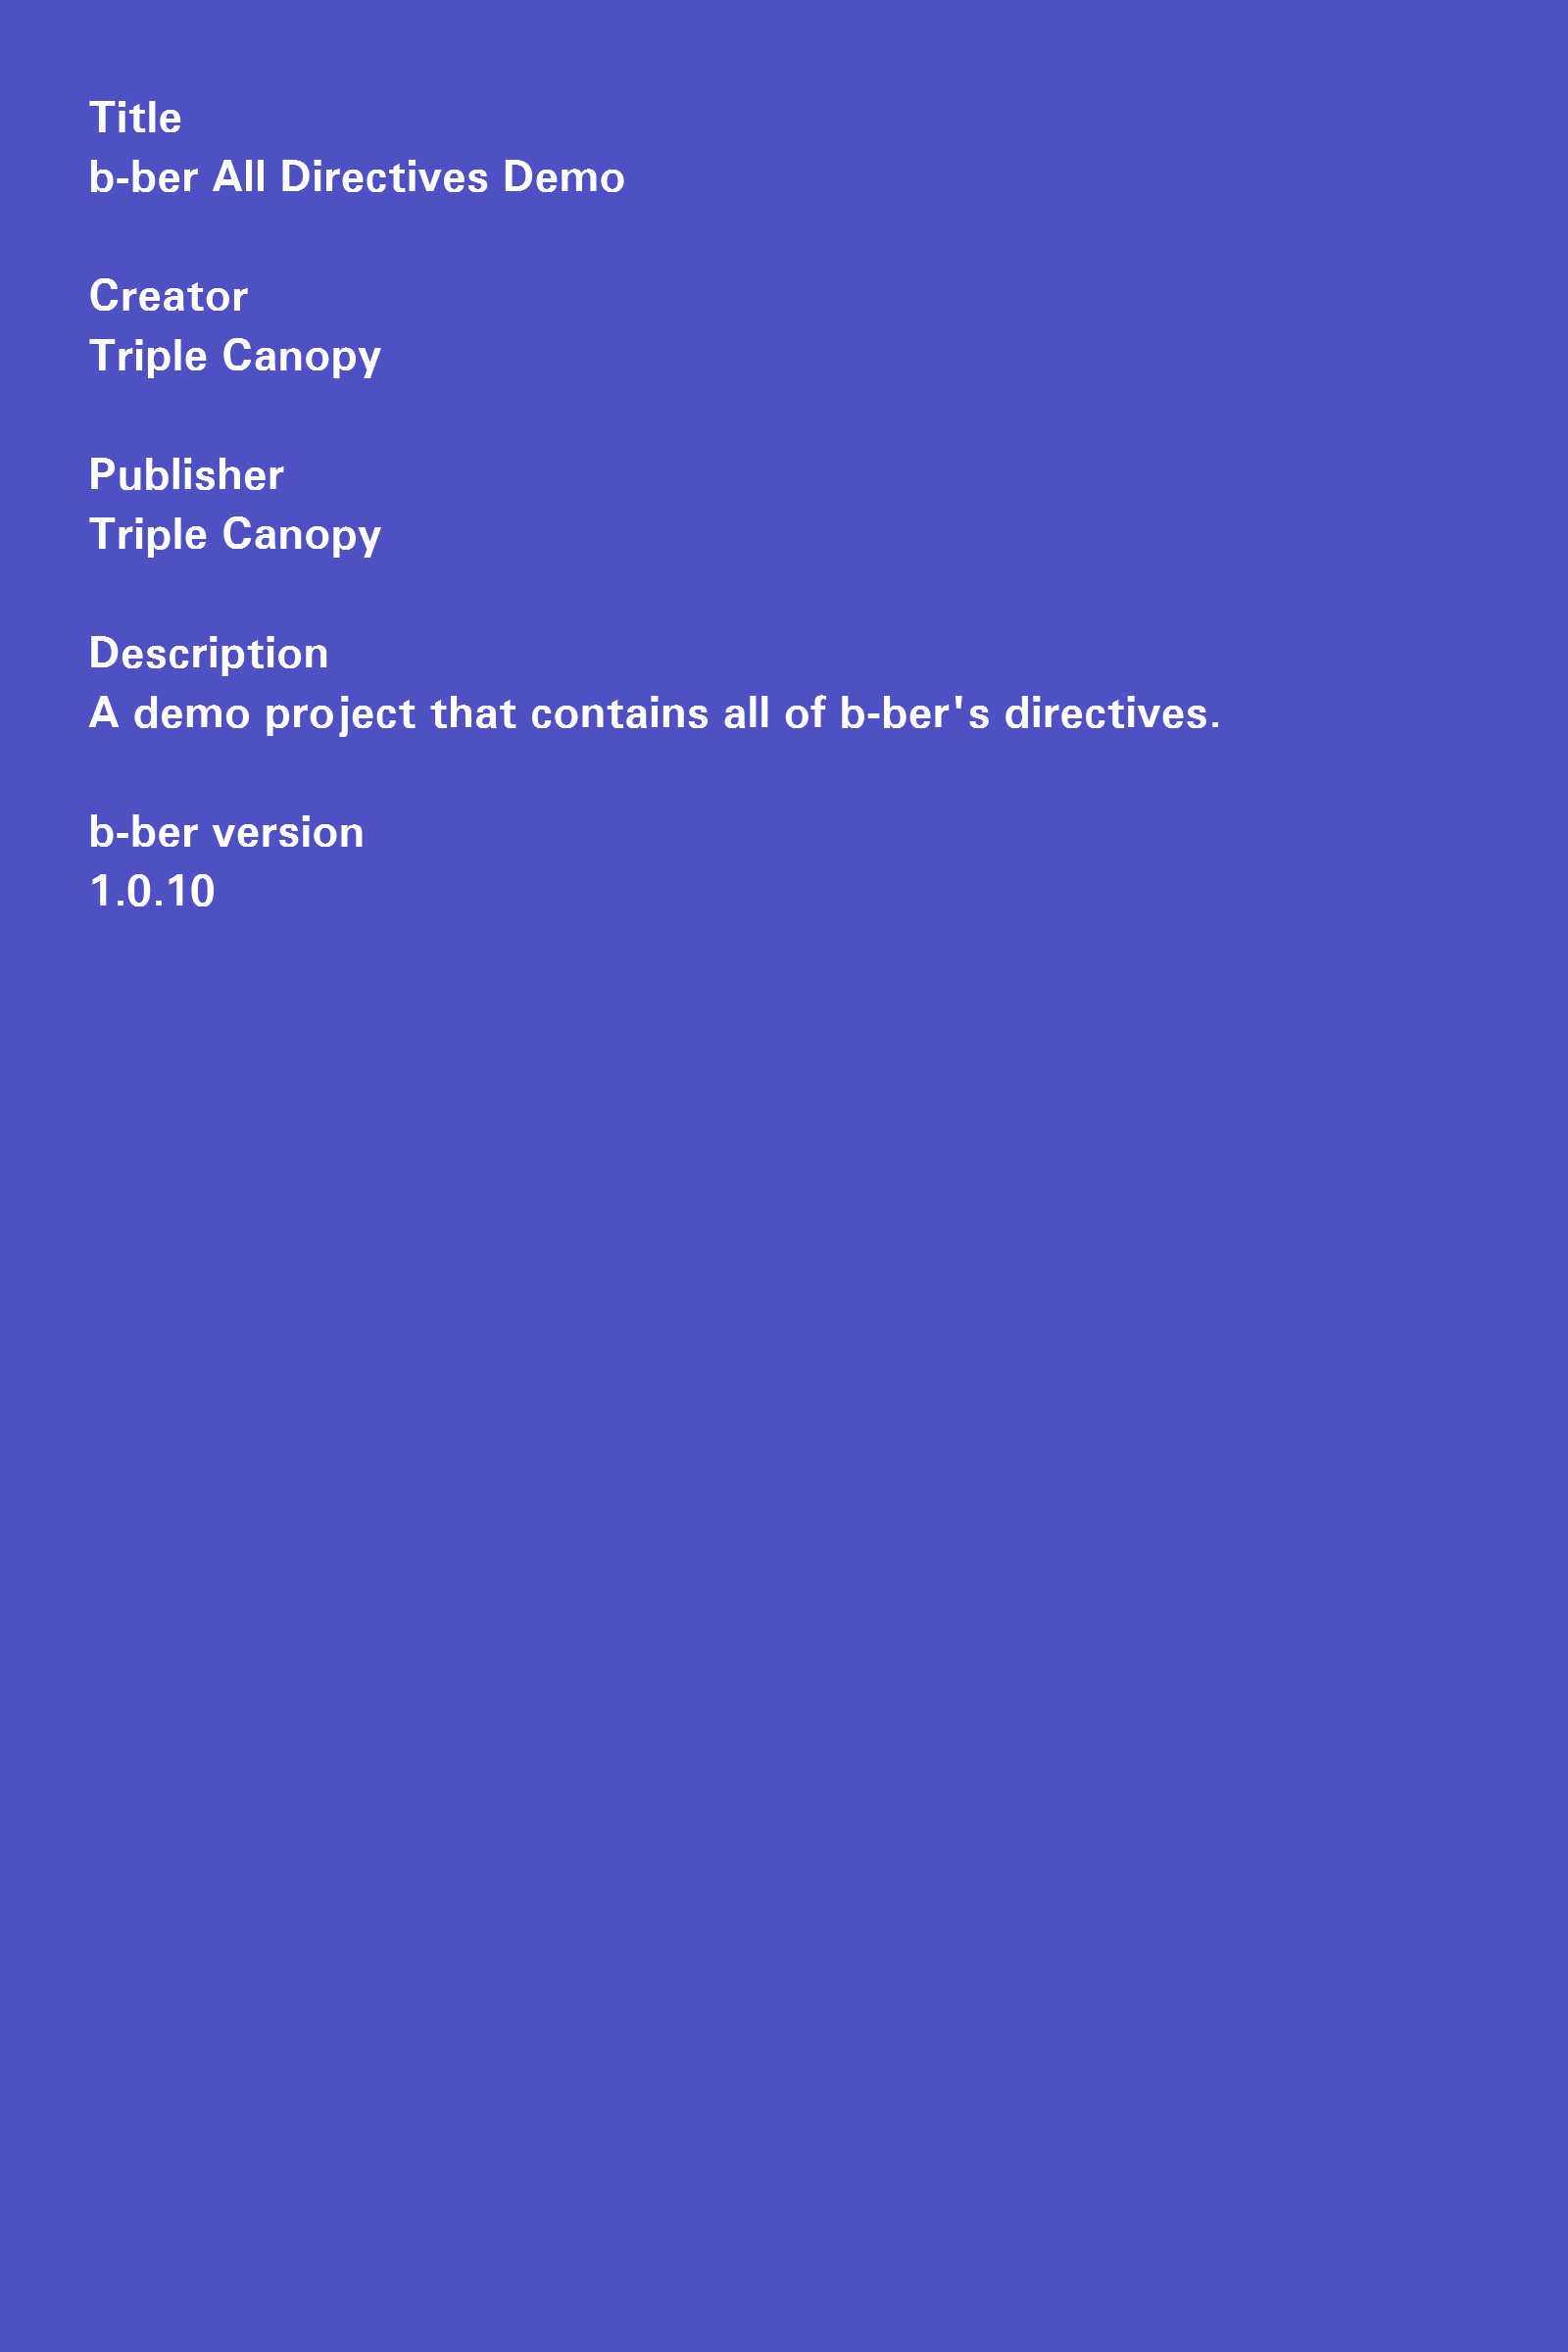 Title
b-ber All Directives Demo
Creator
Triple Canopy
Publisher
Triple Canopy
Description
A demo project that contains all of b-ber's directives.
b-ber version
1.0.10